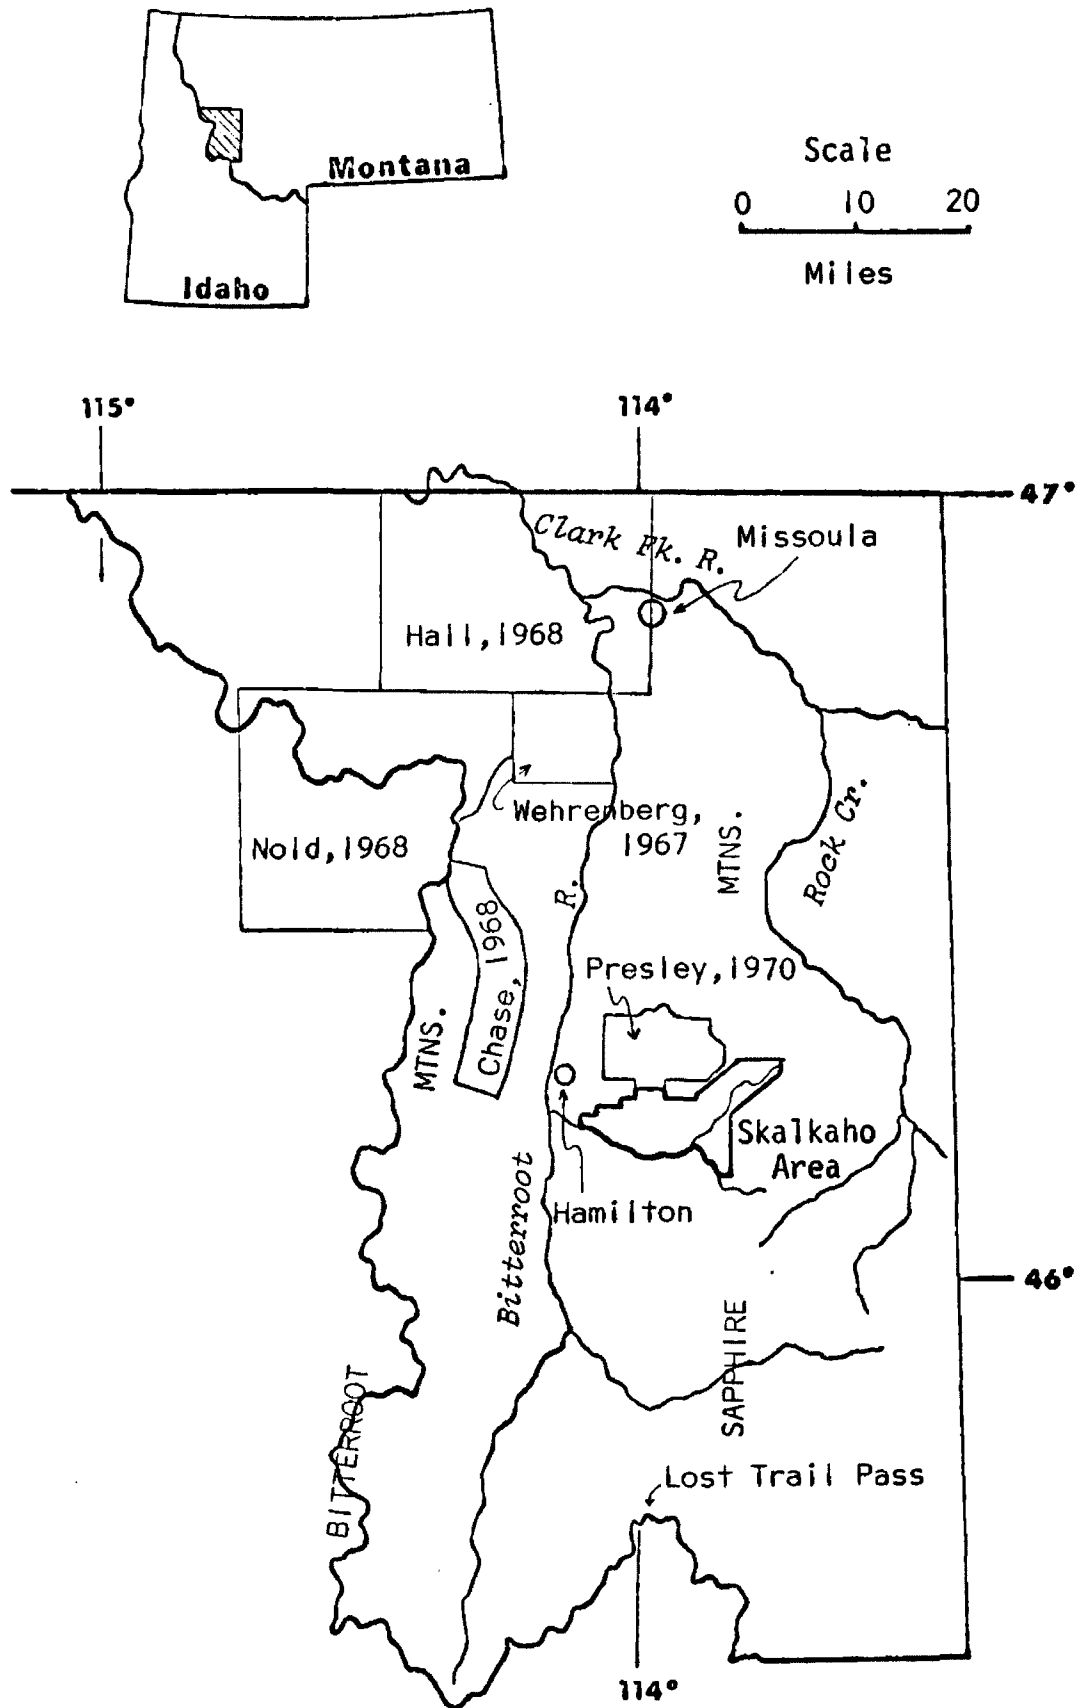 Montana
Idaho
Scale
0 10 20
Miles
115°
114°
47°
Clark Fk. R.
Missoula
Hall, 1968
Wehrenberg,
1967
Nold, 1968
MTNS.
Rock Cr.
R.
Chase, 1968
Presley, 1970
MTNS.
Skalkaho
Area
Hamilton
Bitterroot
46°
SAPPHIRE
BITTERROOT
Lost Trail Pass
114°